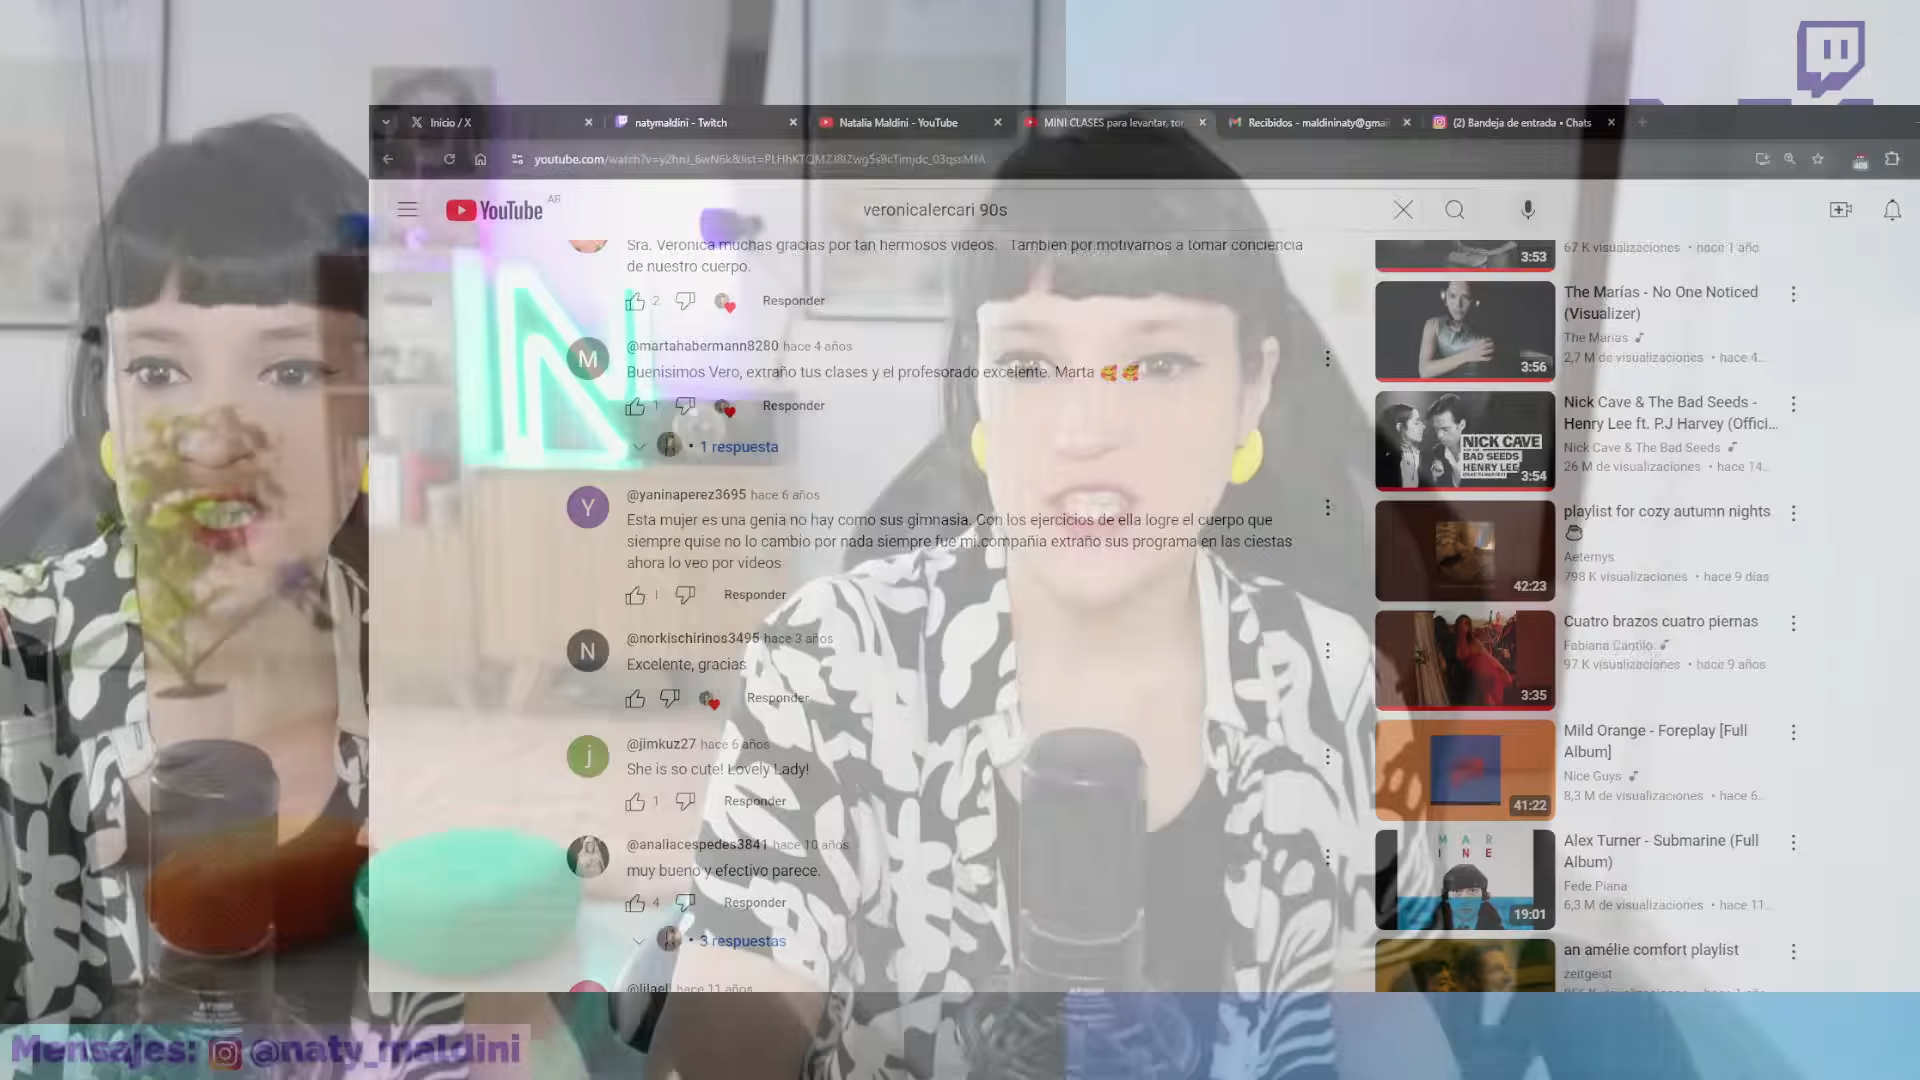 Inicio / X
natymaldini - Twitch
Natalia Maldini - YouTube
MINI CLASES para levantar, tor
Recibidos - maldininaty@gmai
(2) Bandeja de entrada • Chats
YouTube AR
veronicalercari 90s
Sra. Veronica muchas gracias por tan hermosos videos. Tambien por motivarnos a tomar conciencia
de nuestro cuerpo.
2 Responder
@martahabermann8280 hace 4 años
Buenisimos Vero, extraño tus clases y el profesorado excelente. Marta 🥰🥰
1 Responder
• 1 respuesta
@yaninaperez3695 hace 6 años
Esta mujer es una genia no hay como sus gimnasia. Con los ejercicios de ella logre el cuerpo que
siempre quise no lo cambio por nada siempre fue mi.compañia extraño sus programa en las ciestas
ahora lo veo por videos
1 Responder
@norkischirinos3495 hace 3 años
Excelente, gracias
Responder
@jimkuz27 hace 6 años
She is so cute! Lovely Lady!
1 Responder
@analiacespedes3841 hace 10 años
muy bueno y efectivo parece.
4 Responder
• 3 respuestas
hace 11 años
3:53
67 K visualizaciones • hace 1 año
The Marías - No One Noticed
(Visualizer)
The Marías
2,7 M de visualizaciones • hace 4...
3:56
Nick Cave & The Bad Seeds -
Henry Lee ft. PJ Harvey (Offici...
Nick Cave & The Bad Seeds
26 M de visualizaciones • hace 14...
NICK CAVE
BAD SEEDS
HENRY LEE
3:54
playlist for cozy autumn nights
Aeternys
798 K visualizaciones • hace 9 días
42:23
Cuatro brazos cuatro piernas
Fabiana Cantilo
97 K visualizaciones • hace 9 años
3:35
Mild Orange - Foreplay [Full
Album]
Nice Guys
8,3 M de visualizaciones • hace 6...
41:22
Alex Turner - Submarine (Full
Album)
Fede Piana
6,3 M de visualizaciones • hace 11...
19:01
an amélie comfort playlist
zeitgeist
Mensajes: @naty_maldini